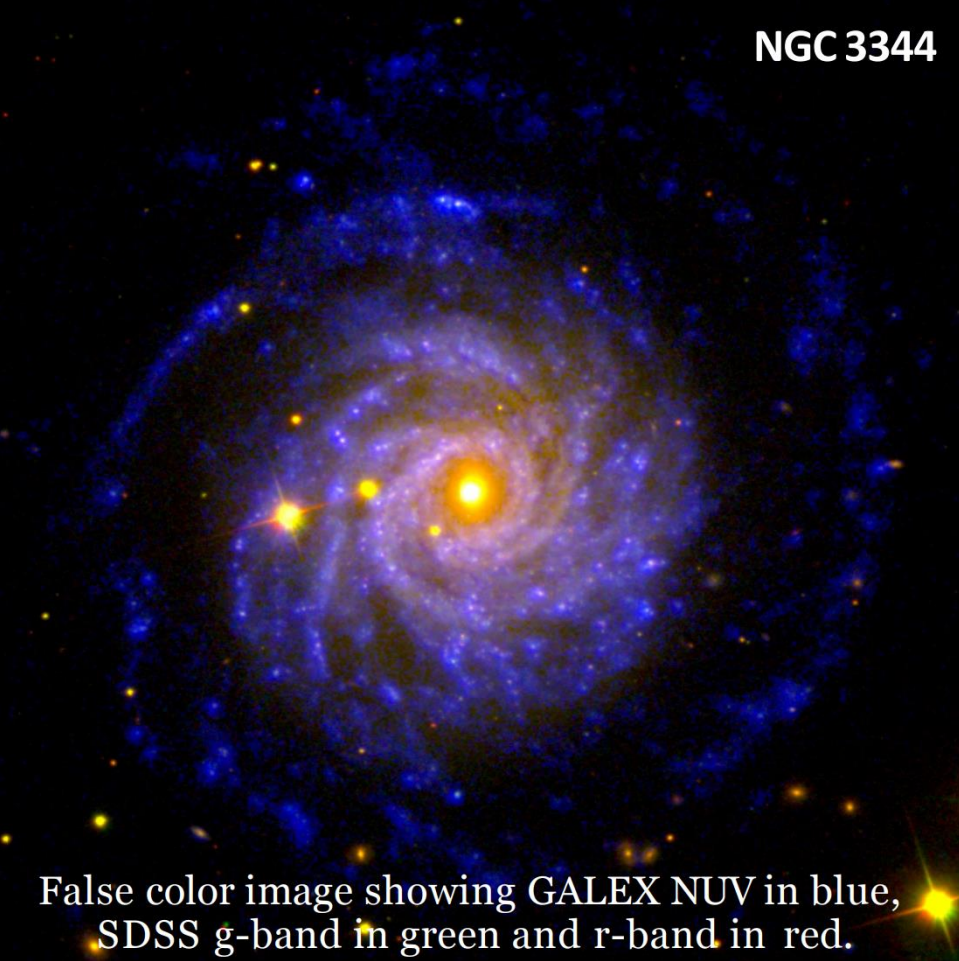 NGC 3344
False color image showing GALEX NUV in blue,
SDSS g-band in green and r-band in red.